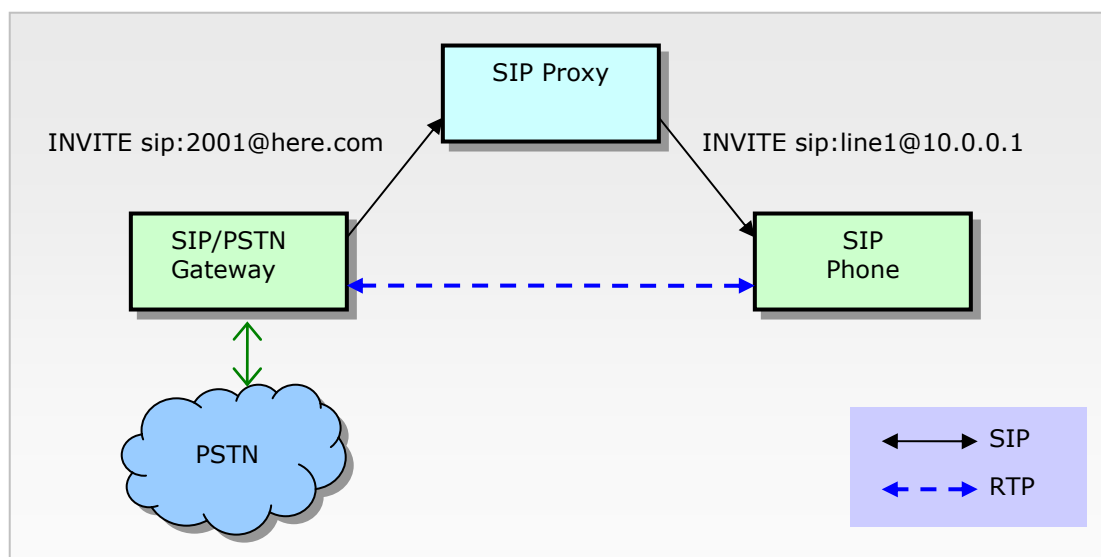 SIP Proxy
INVITE sip:2001@here.com
INVITE sip:line1@10.0.0.1
SIP/PSTN
Gateway
SIP
Phone
PSTN
SIP
RTP